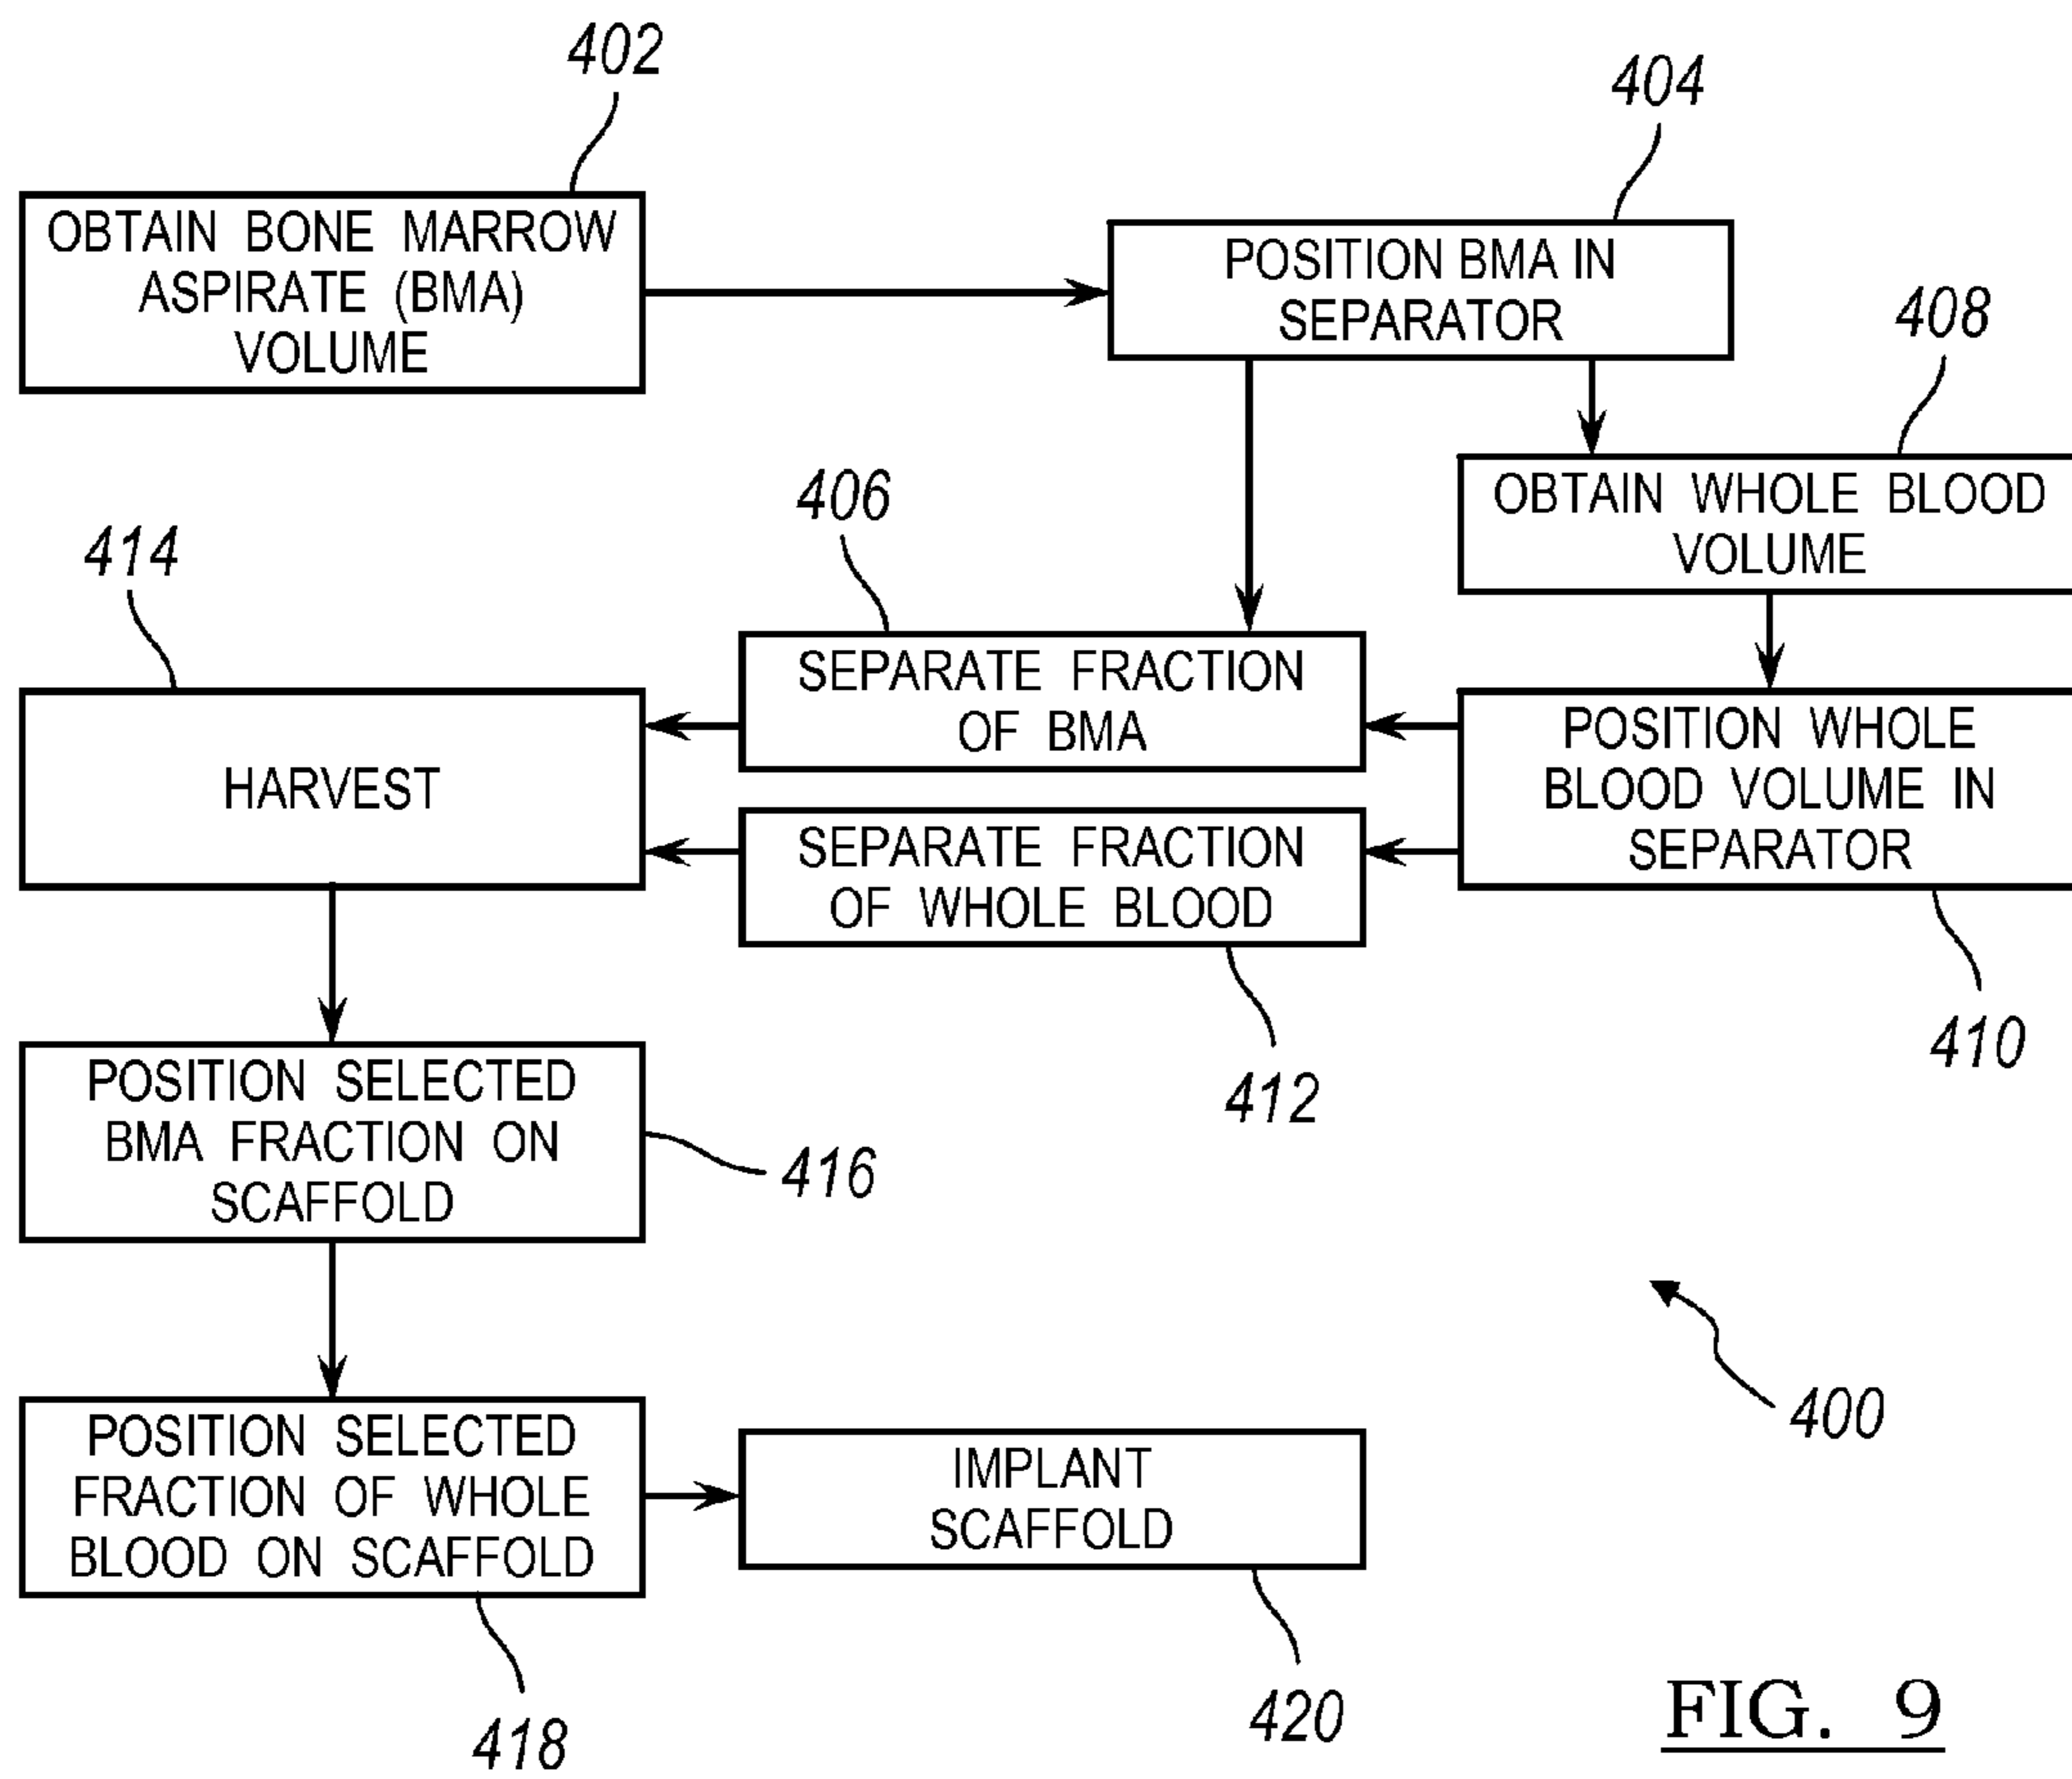 402
OBTAIN BONE MARROW
ASPIRATE (BMA)
VOLUME
404
POSITION BMA IN
SEPARATOR
408
OBTAIN WHOLE BLOOD
VOLUME
406
SEPARATE FRACTION
OF BMA
414
HARVEST
POSITION WHOLE
BLOOD VOLUME IN
SEPARATOR
410
SEPARATE FRACTION
OF WHOLE BLOOD
412
POSITION SELECTED
BMA FRACTION ON
SCAFFOLD
416
POSITION SELECTED
FRACTION OF WHOLE
BLOOD ON SCAFFOLD
418
IMPLANT
SCAFFOLD
420
400
FIG. 9